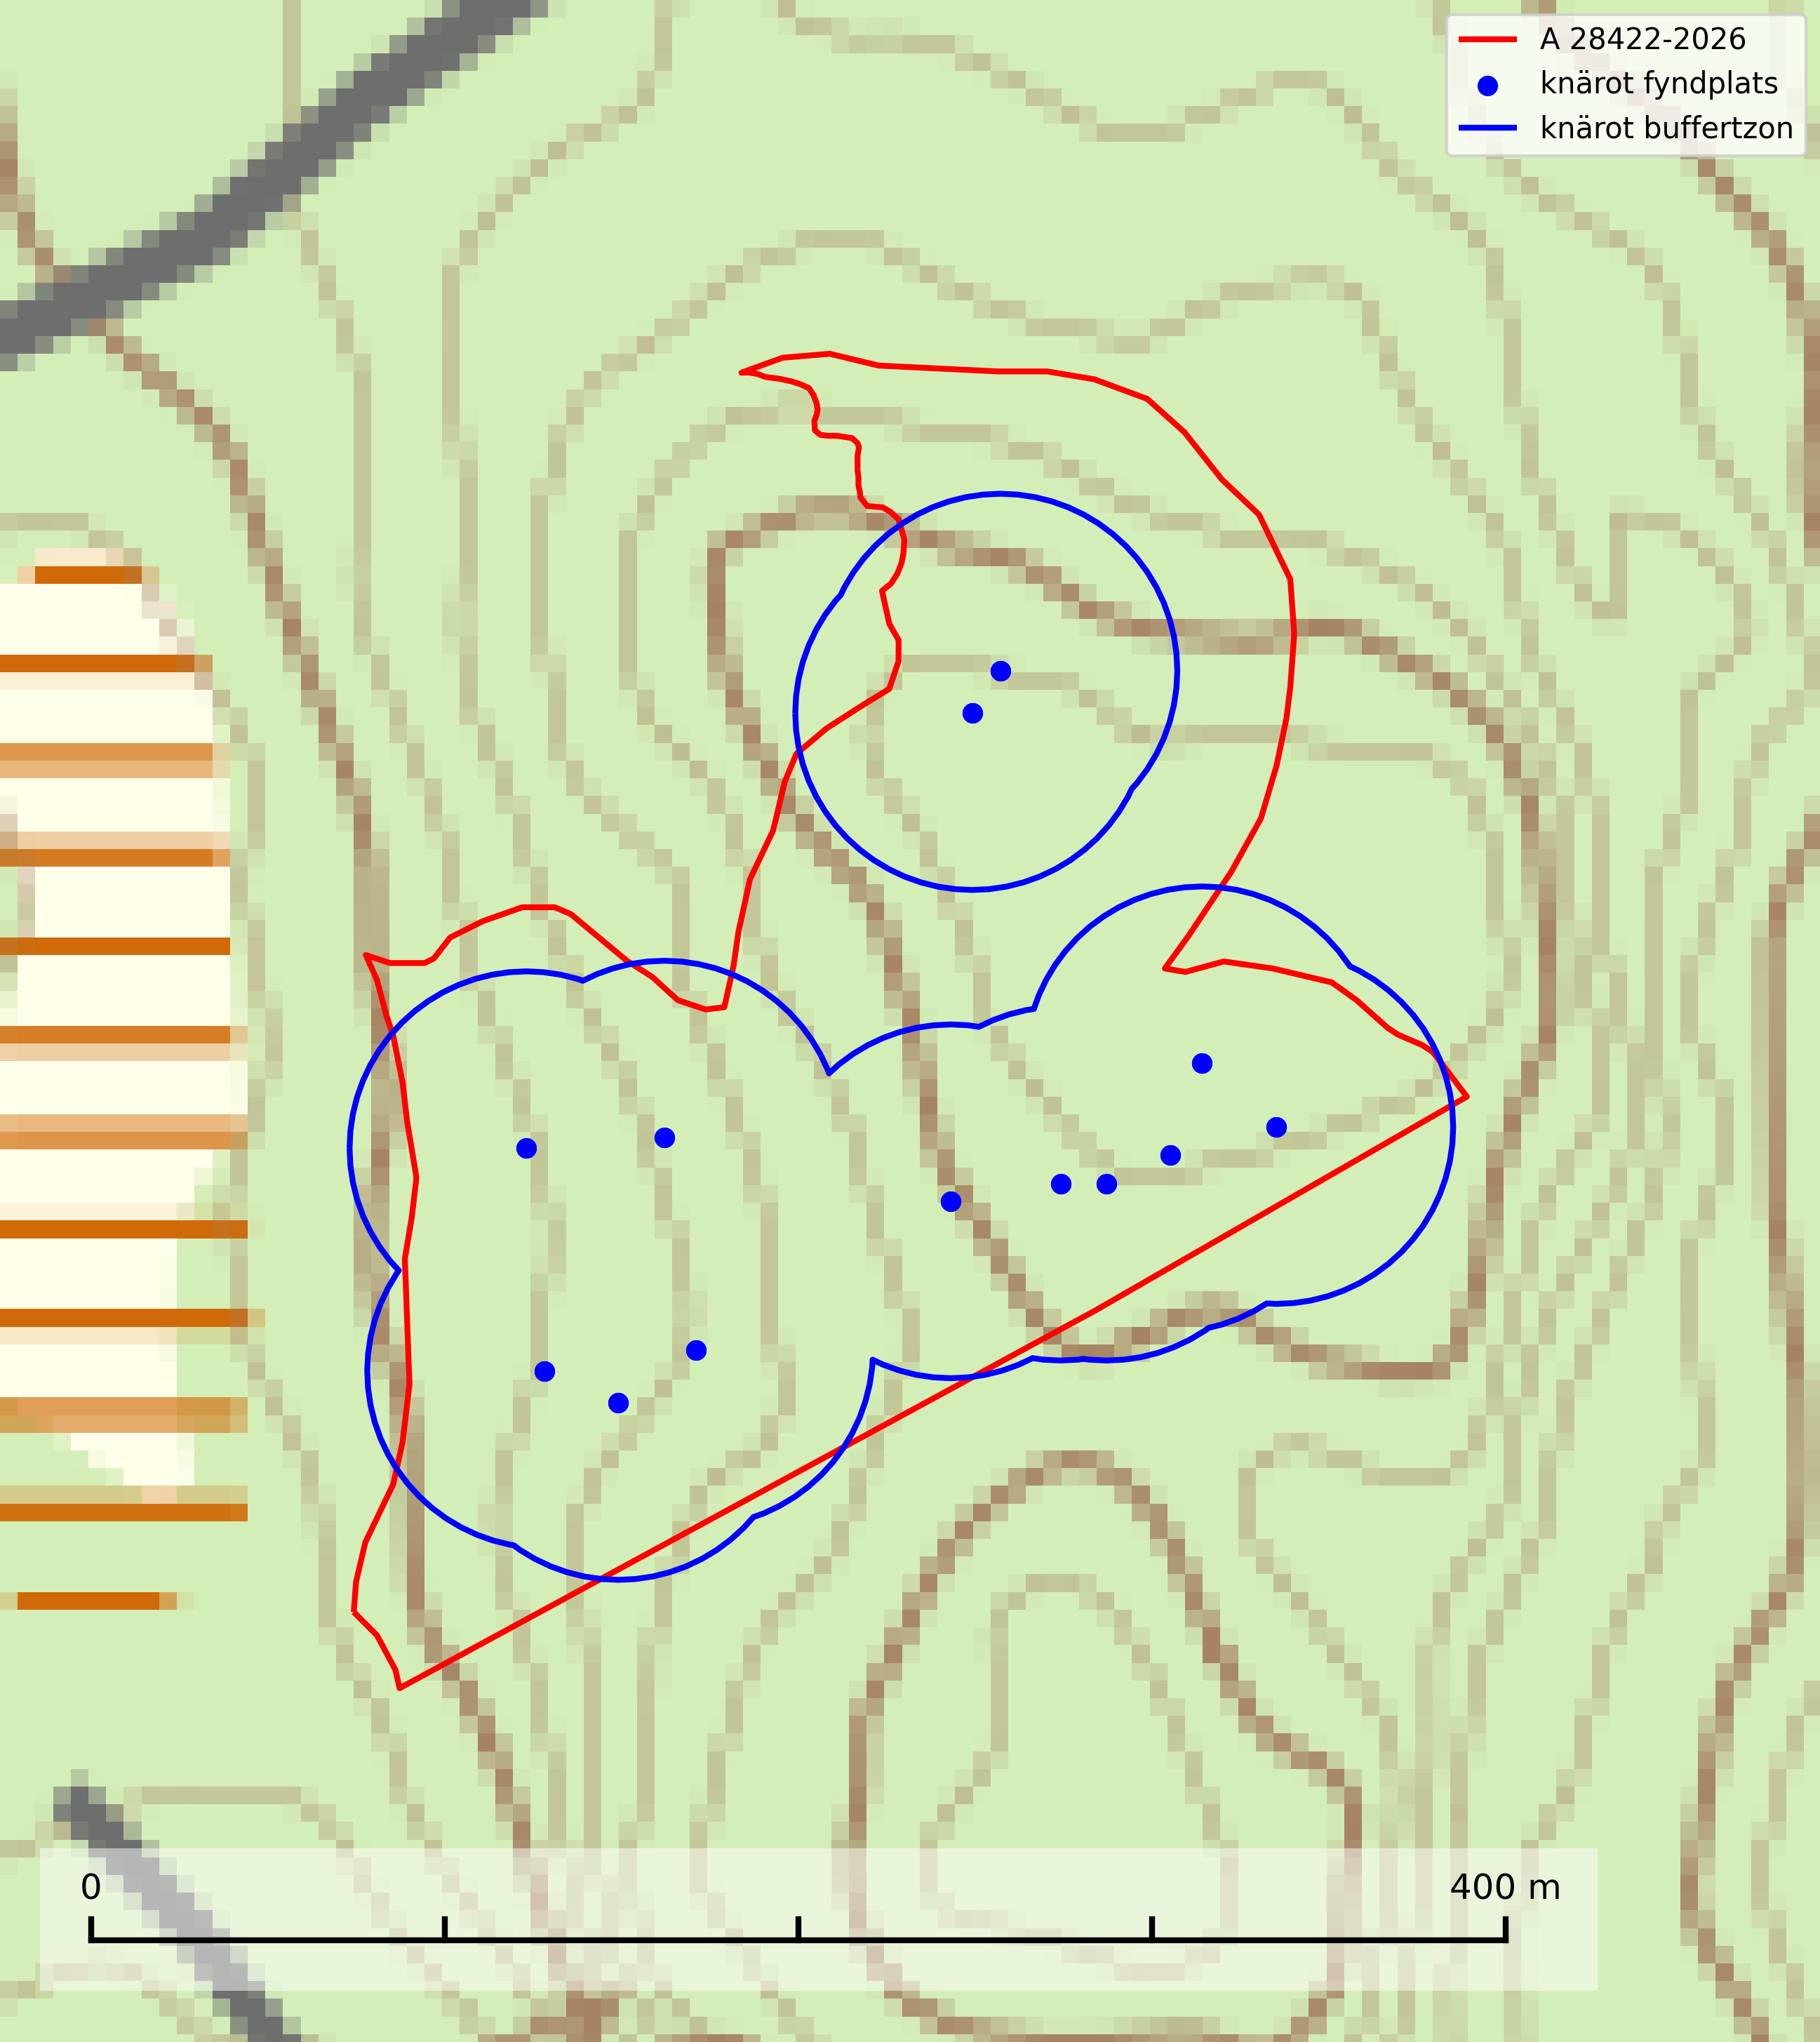 A 28422-2026
knärot fyndplats
knärot buffertzon
0
400 m